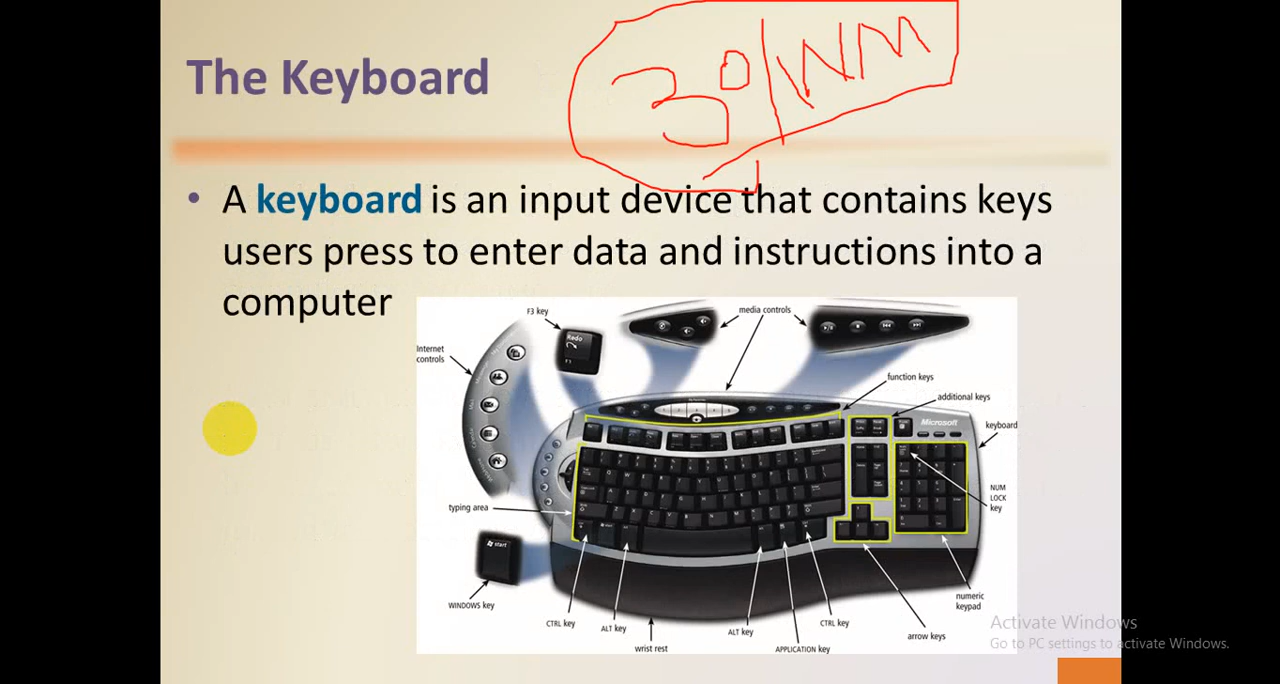 The Keyboard
30/WM
• A keyboard is an input device that contains keys
users press to enter data and instructions into a
computer
F3 key
media controls
Internet
controls
Redo
F3
function keys
additional keys
Microsoft
keyboard
NUM
LOCK
key
typing area
start
WINDOWS key
CTRL key
ALT key
wrist rest
ALT key
APPLICATION key
CTRL key
arrow keys
numeric
keypad
Activate Windows
Go to PC settings to activate Windows.